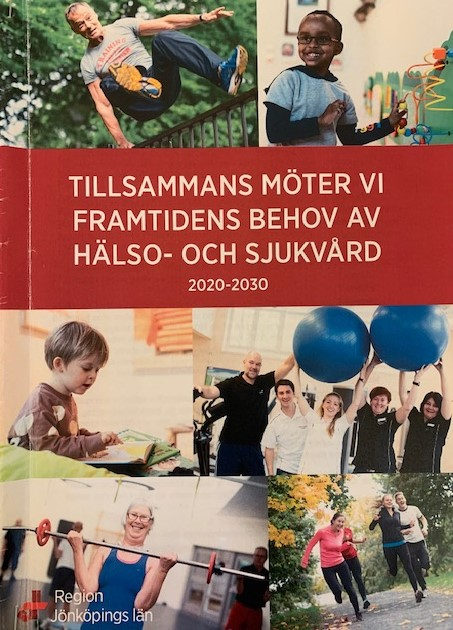 TILLSAMMANS MÖTER VI
FRAMTIDENS BEHOV AV
HÄLSO- OCH SJUKVÅRD
2020-2030
Region
Jönköpings län